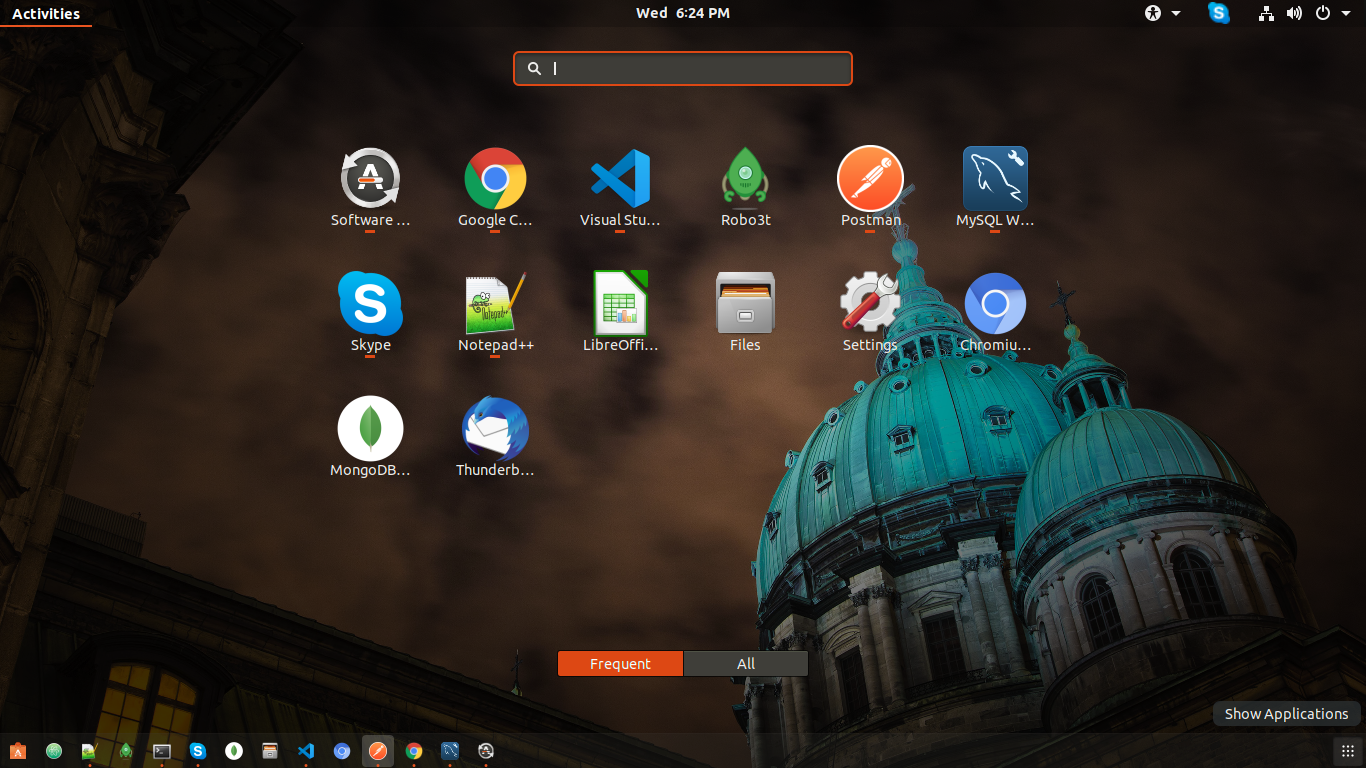 Activities
Wed 6:24 PM
Software ...
Google C...
Visual Stu...
Robo3t
Postman
MySQL W...
Skype
Notepad++
LibreOffi...
Files
Settings
Chromiu...
MongoDB...
Thunderb...
Frequent
All
Show Applications